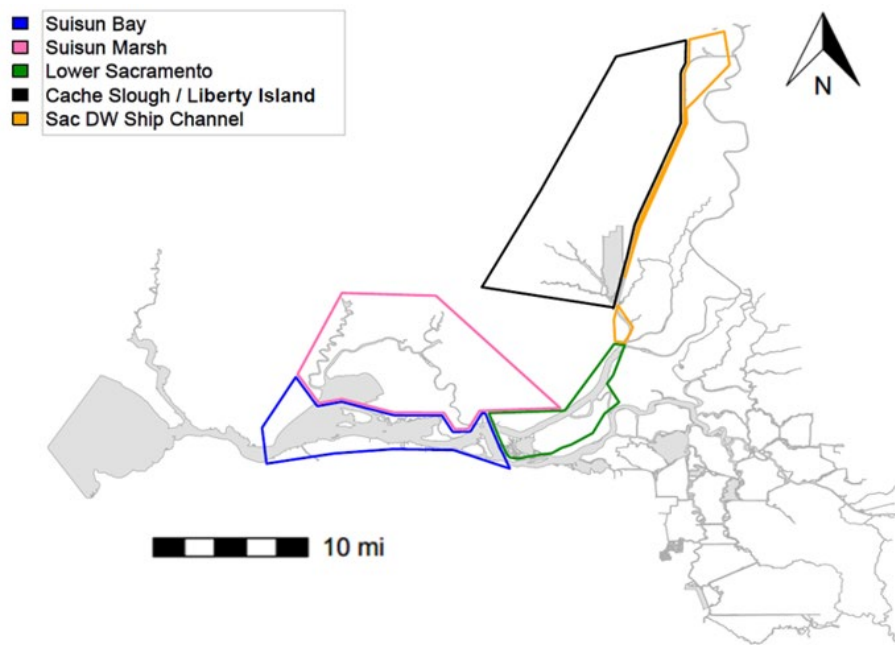 Suisun Bay
Suisun Marsh
Lower Sacramento
Cache Slough / Liberty Island
Sac DW Ship Channel
N
10 mi